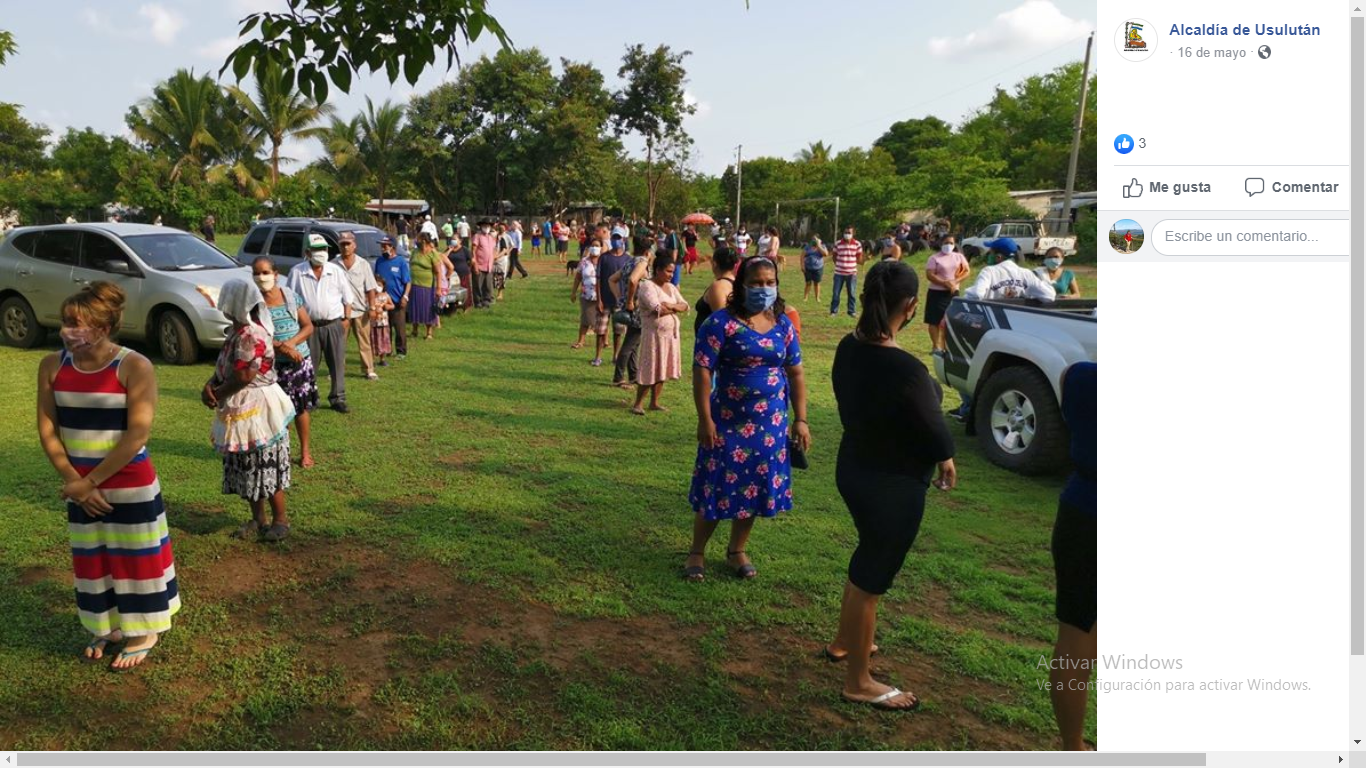 Alcaldía de Usulután
· 16 de mayo ·
3
Me gusta
Comentar
Escribe un comentario...
Activar Windows
Ve a Configuración para activar Windows.